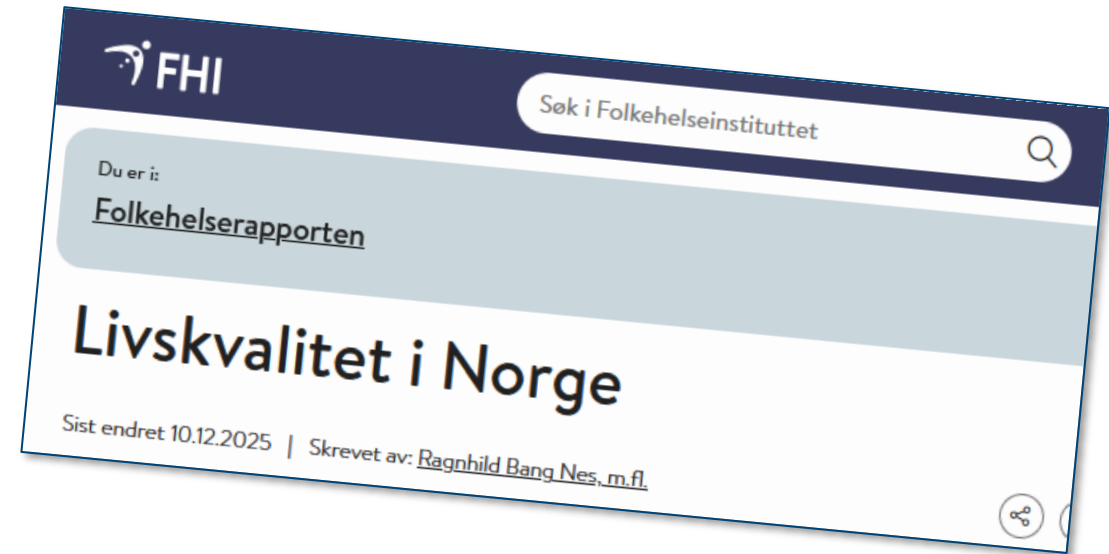 FHI
Søk i Folkehelseinstituttet
Du er i:
Folkehelserapporten
Livskvalitet i Norge
Sist endret 10.12.2025 | Skrevet av: Ragnhild Bang Nes, m.fl.